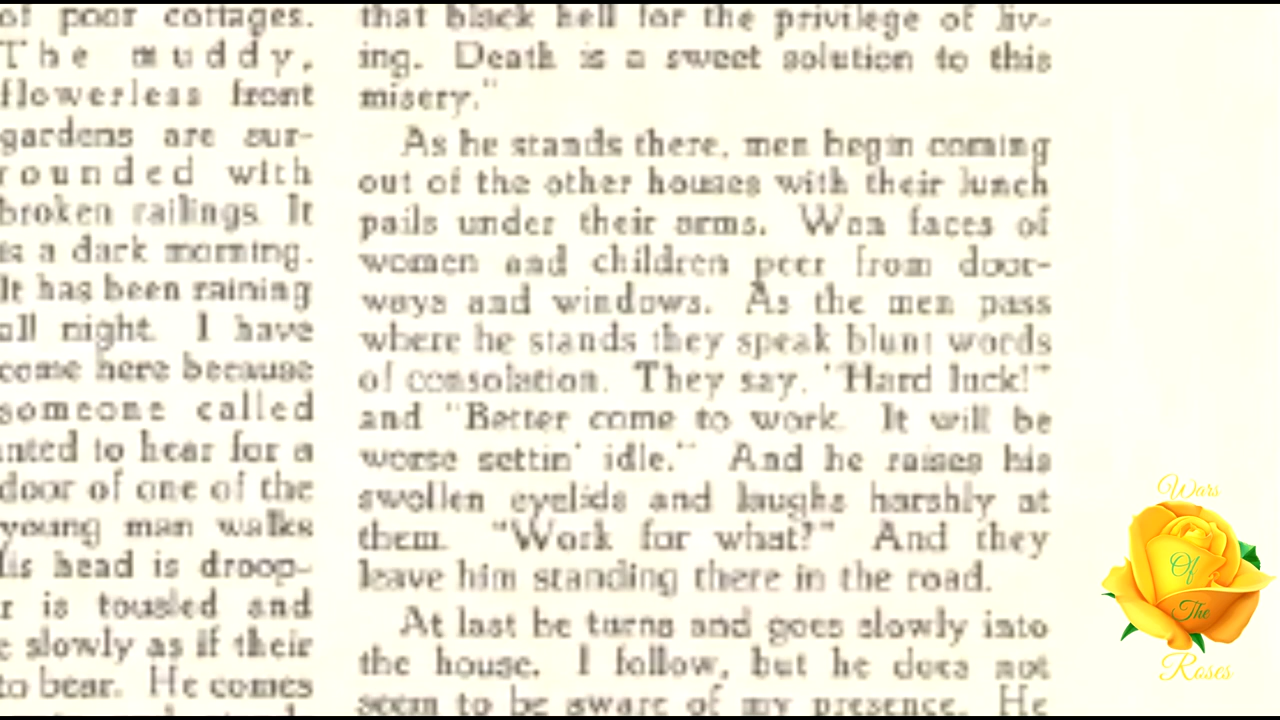 of poor cottages.
The muddy,
flowerless front
gardens are sur-
rounded with
broken railings. It
is a dark morning.
It has been raining
all night. I have
come here because
someone called
to hear for a
door of one of the
young man walks
head is droop-
is tousled and
slowly as if their
to bear. He comes
that black hell for the privilege of liv-
ing. Death is a sweet solution to this
misery."
As he stands there, men begin coming
out of the other houses with their lunch
pails under their arms. Wan faces of
women and children peer from door-
ways and windows. As the men pass
where he stands they speak blunt words
of consolation. They say, "Hard luck!"
and "Better come to work. It will be
worse settin' idle." And he raises his
swollen eyelids and laughs harshly at
them. "Work for what?" And they
leave him standing there in the road.
At last he turns and goes slowly into
the house. I follow, but he does not
seem to be aware of my presence. He
Wars
Of
The
Roses